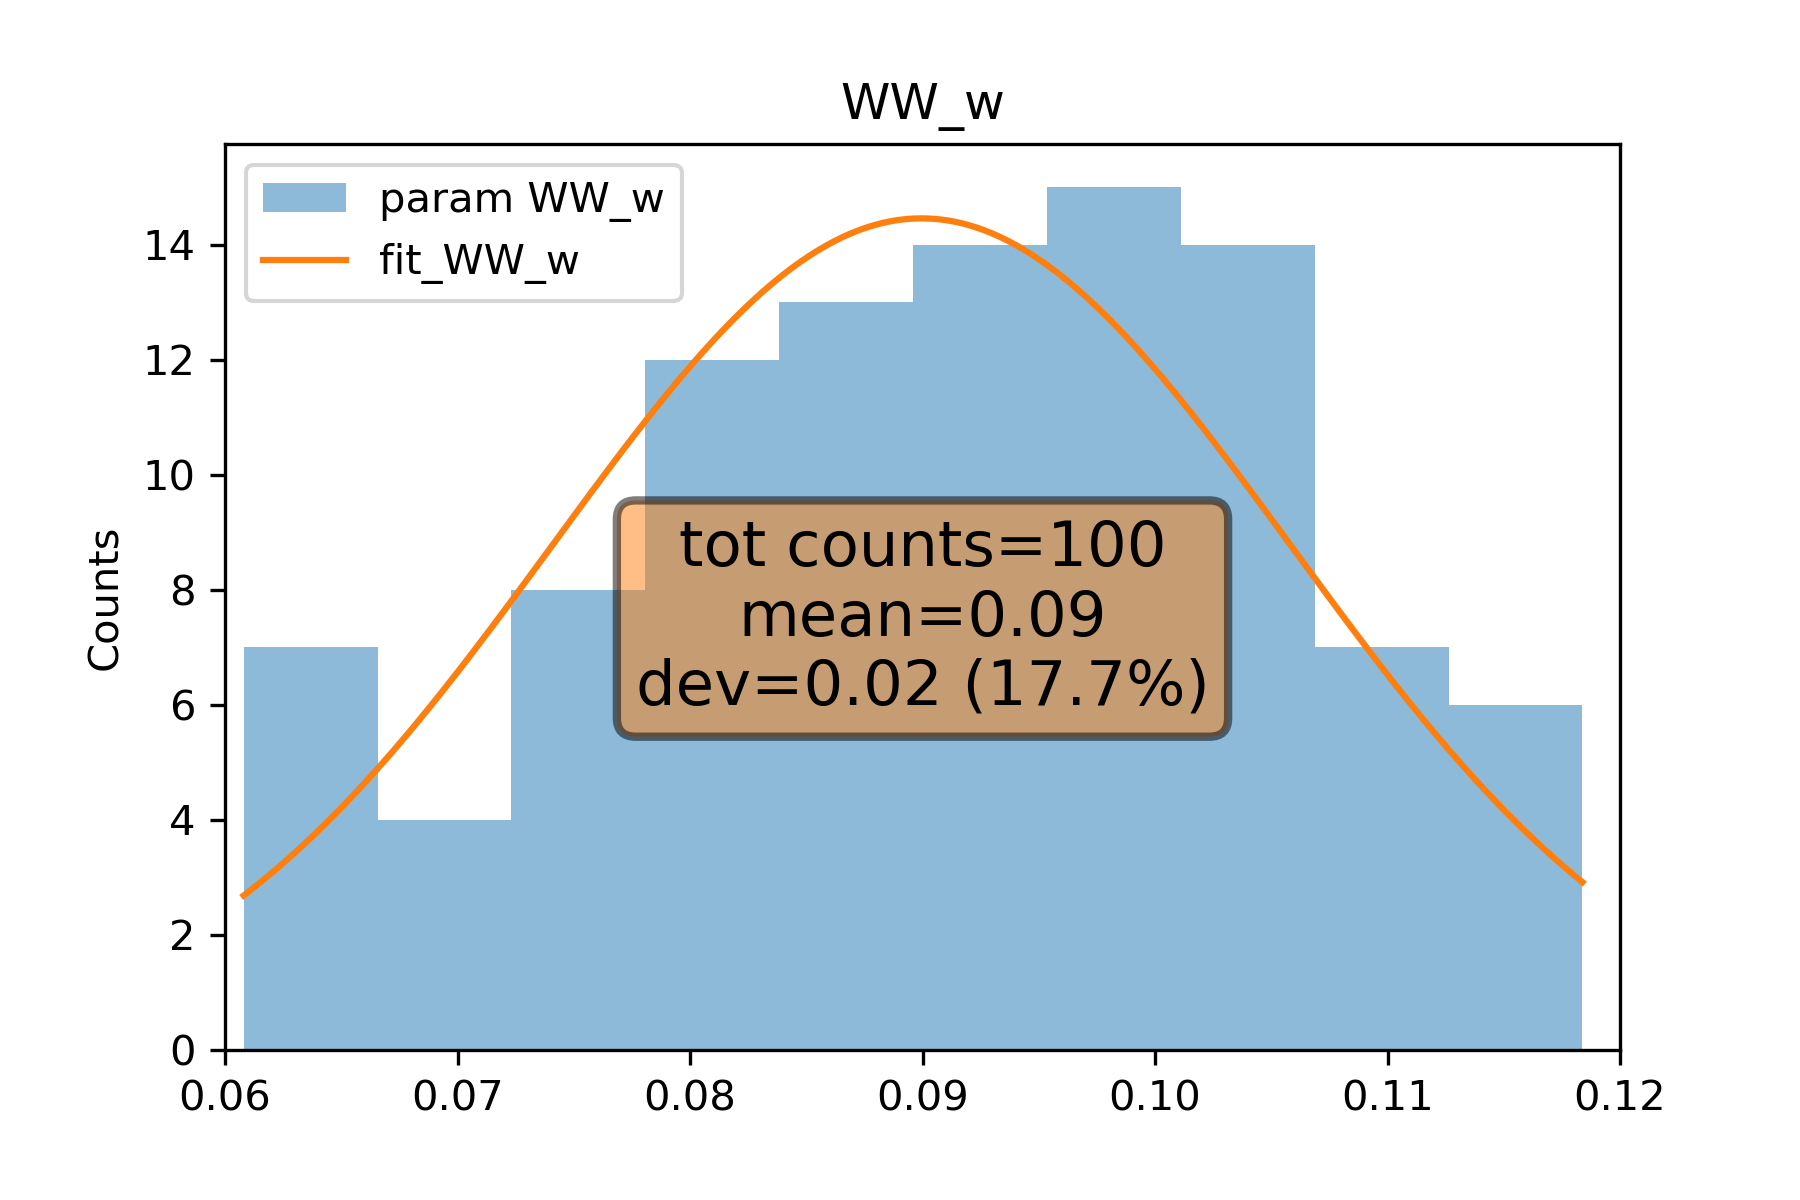 WW_w
param WW_w
fit_WW_w
14
12
10
8
6
4
2
0
Counts
tot counts=100
mean=0.09
dev=0.02 (17.7%)
0.06 0.07 0.08 0.09 0.10 0.11 0.12